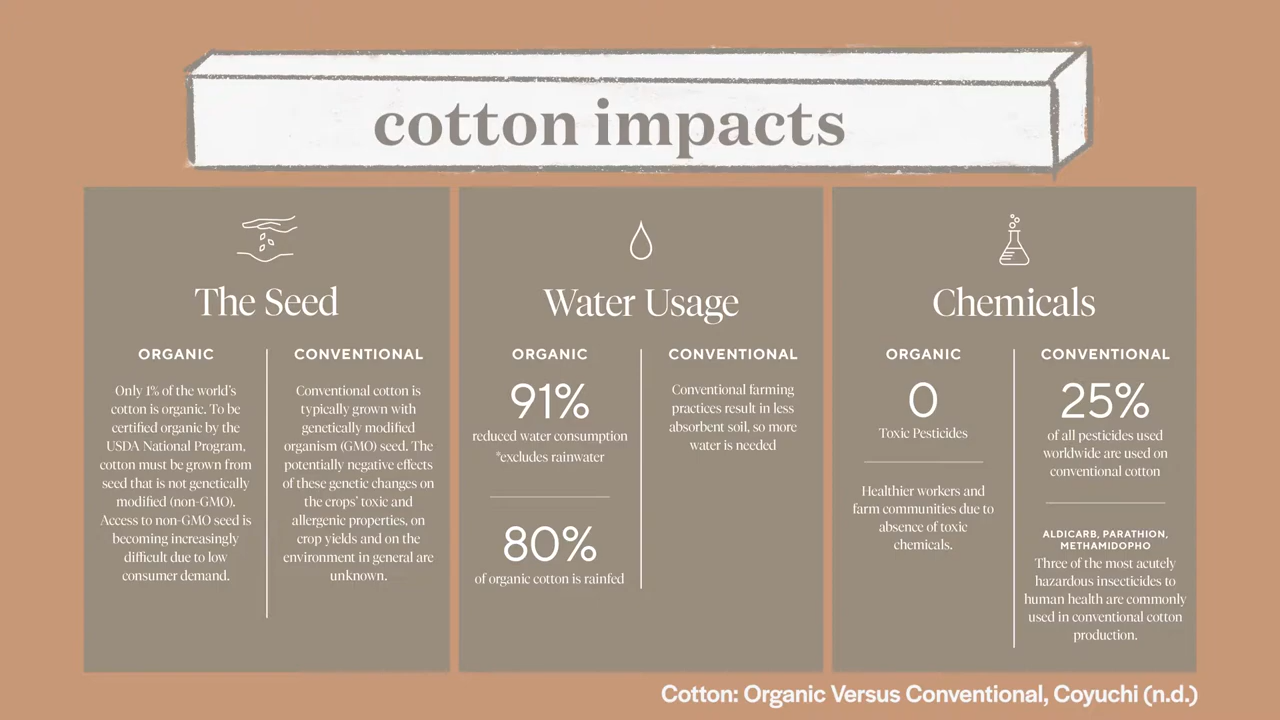 cotton impacts
The Seed
ORGANIC
Only 1% of the world's
cotton is organic. To be
certified organic by the
USDA National Program,
cotton must be grown from
seed that is not genetically
modified (non-GMO).
Access to non-GMO seed is
becoming increasingly
difficult due to low
consumer demand.
CONVENTIONAL
Conventional cotton is
typically grown with
genetically modified
organism (GMO) seed. The
potentially negative effects
of these genetic changes on
the crops' toxic and
allergenic properties, on
crop yields and on the
environment in general are
unknown.
Water Usage
ORGANIC
91%
reduced water consumption
*excludes rainwater
80%
of organic cotton is rainfed
CONVENTIONAL
Conventional farming
practices result in less
absorbent soil, so more
water is needed
Chemicals
ORGANIC
0
Toxic Pesticides
Healthier workers and
farm communities due to
absence of toxic
chemicals.
CONVENTIONAL
25%
of all pesticides used
worldwide are used on
conventional cotton
ALDICARB, PARATHION,
METHAMIDOPHO
Three of the most acutely
hazardous insecticides to
human health are commonly
used in conventional cotton
production.
Cotton: Organic Versus Conventional, Coyuchi (n.d.)